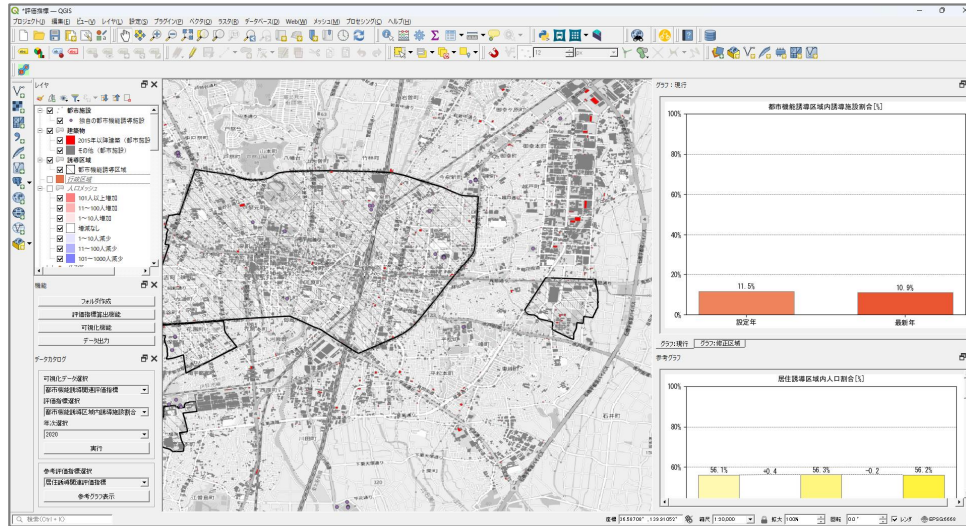 *評価指標 — QGIS
プロジェクト(J) 編集(E) ビュー(V) レイヤ(L) 設定(S) プラグイン(P) ベクタ(O) ラスタ(R) データベース(D) Web(W) メッシュ(M) プロセシング(C) ヘルプ(H)
レイヤ
都市施設
独自の都市機能誘導施設
建築物
2015年以降建築（都市施設
その他（都市施設）
誘導区域
都市機能誘導区域
行政区域
人口メッシュ
101人以上増加
11～100人増加
1～10人増加
増減なし
1～10人減少
11～100人減少
101～1000人減少
機能
フォルダ作成
評価指標算出機能
可視化機能
データ出力
データカタログ
可視化データ選択
都市機能誘導関連評価指標
評価指標選択
都市機能誘導区域内誘導施設割合
年次選択
2020
実行
参考評価指標選択
居住誘導関連評価指標
参考グラフ表示
12
px
石井町
平松本町
グラフ：現行
都市機能誘導区域内誘導施設割合[%]
100%
80%
60%
40%
20%
0%
11.5%
10.9%
設定年
最新年
グラフ:現行 グラフ:修正区域
参考グラフ
居住誘導区域内人口割合[%]
100%
80%
60%
56.1%
+0.4
56.3%
-0.2
56.2%
検索(Ctrl + K)
座標
縮尺 1:30,000
拡大 100%
回転 0.0°
レンダ
EPSG:6668